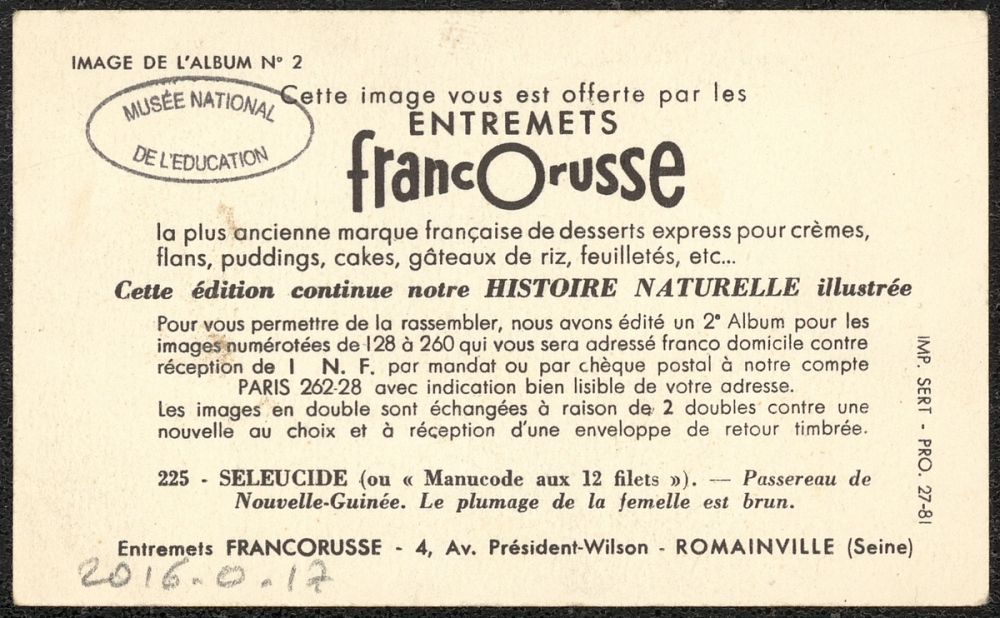 IMAGE DE L'ALBUM N° 2
MUSÉE NATIONAL
DE L'EDUCATION
Cette image vous est offerte par les
ENTREMETS
francOrusse
la plus ancienne marque française de desserts express pour crèmes,
flans, puddings, cakes, gâteaux de riz, feuilletés, etc...
Cette édition continue notre HISTOIRE NATURELLE illustrée
Pour vous permettre de la rassembler, nous avons édité un 2e Album pour les
images numérotées de 128 à 260 qui vous sera adressé franco domicile contre
réception de 1 N. F. par mandat ou par chèque postal à notre compte
PARIS 262-28 avec indication bien lisible de votre adresse.
Les images en double sont échangées à raison de 2 doubles contre une
nouvelle au choix et à réception d'une enveloppe de retour timbrée.
IMP. SERT - PRO. 27-81
225 - SELEUCIDE (ou « Manucode aux 12 filets »). — Passereau de
Nouvelle-Guinée. Le plumage de la femelle est brun.
Entremets FRANCORUSSE - 4, Av. Président-Wilson - ROMAINVILLE (Seine)
2016.0.17